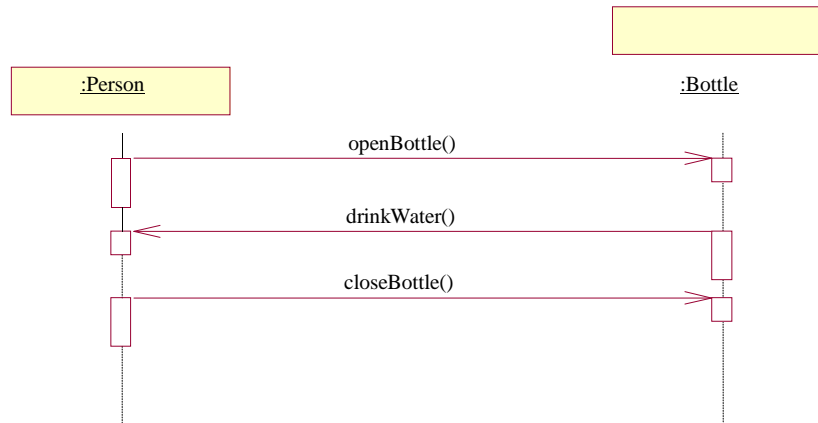 :Person
:Bottle
openBottle()
drinkWater()
closeBottle()